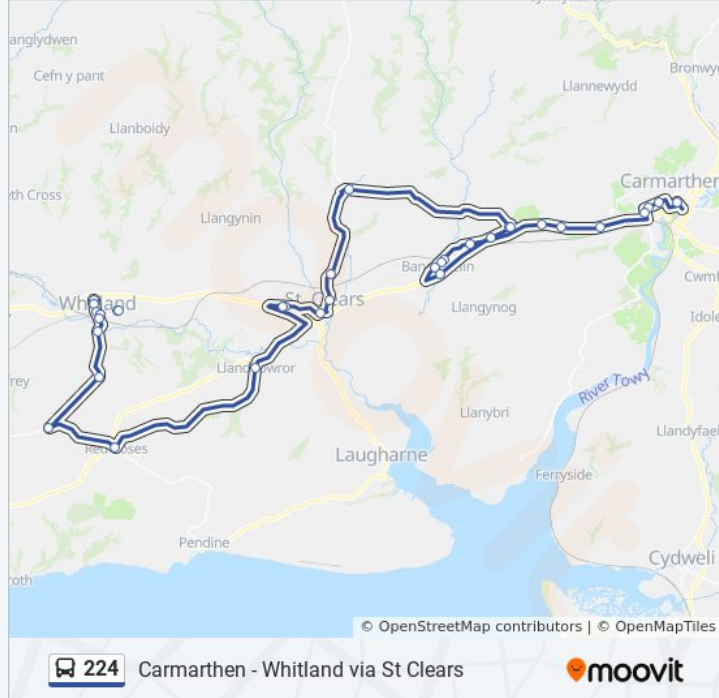 anglydwen
Cefn y pant
Bronwyd
Llannewydd
Llanboidy
Carmarthen
eth Cross
Llangynin
Whitland
St. Clears
Bancyfelin
Cwmf
Llangynog
Idole
Llanddowror
River Towy
rey
Llanybri
Llandyfael
Red Roses
Laugharne
Ferryside
Pendine
Cydweli
roth
© OpenStreetMap contributors | © OpenMapTiles
224 Carmarthen - Whitland via St Clears
moovit